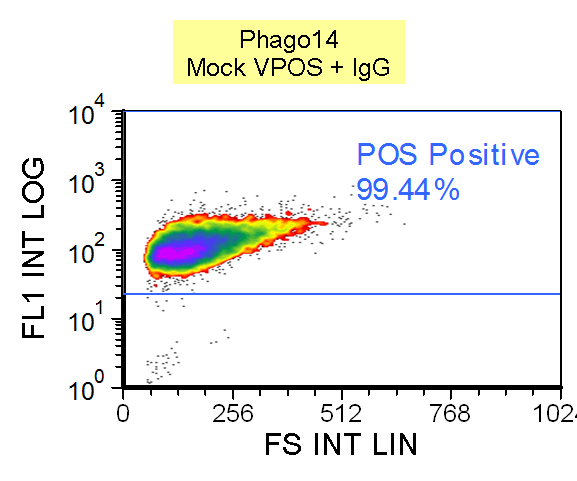 Phago14
Mock VPOS + IgG
POS Positive
99.44%
10^4
10^3
10^2
10^1
10^0
FL1 INT LOG
0 256 512 768 1024
FS INT LIN